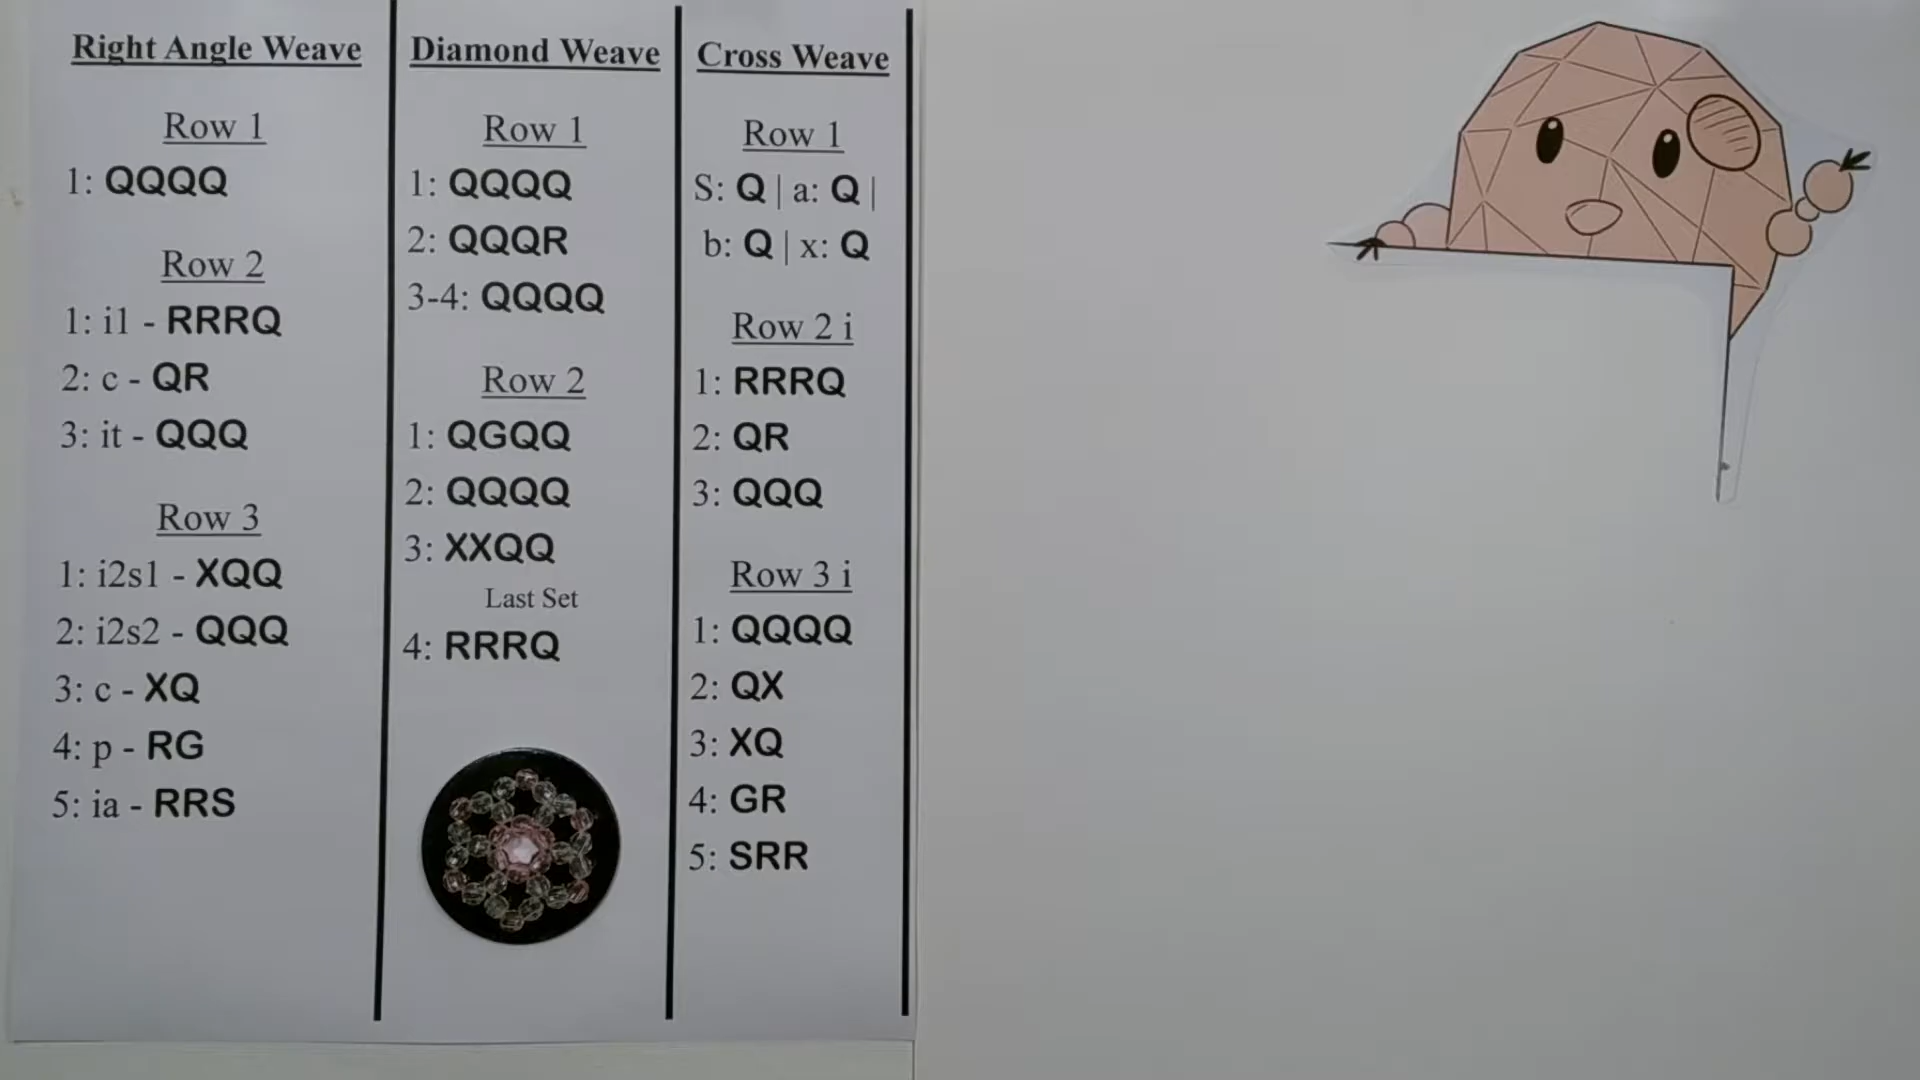 Right Angle Weave
Row 1
1: QQQQ
Row 2
1: i1 - RRRQ
2: c - QR
3: it - QQQ
Row 3
1: i2s1 - XQQ
2: i2s2 - QQQ
3: c - XQ
4: p - RG
5: ia - RRS
Diamond Weave
Row 1
1: QQQQ
2: QQQR
3-4: QQQQ
Row 2
1: QGQQ
2: QQQQ
3: XXQQ
Last Set
4: RRRQ
Cross Weave
Row 1
S: Q | a: Q |
b: Q | x: Q
Row 2 i
1: RRRQ
2: QR
3: QQQ
Row 3 i
1: QQQQ
2: QX
3: XQ
4: GR
5: SRR